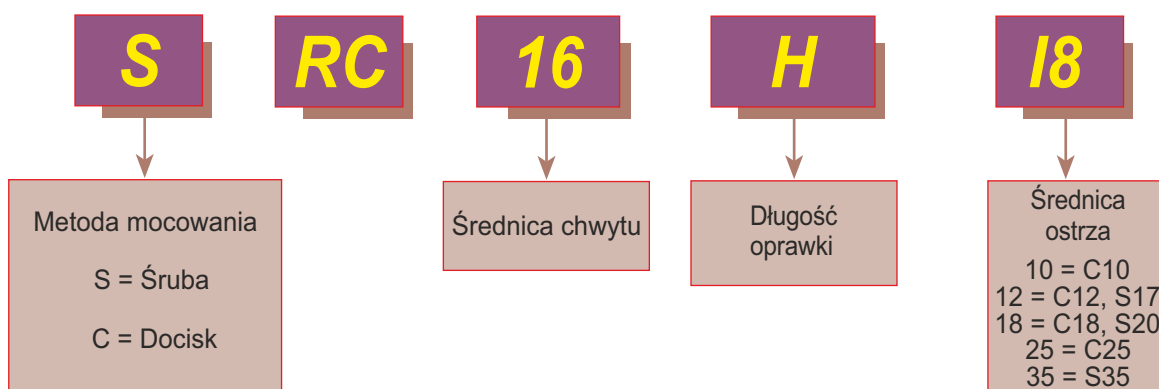 S RC 16 H I8
Metoda mocowania
S = Śruba
C = Docisk
Średnica chwytu
Długość
oprawki
Średnica
ostrza
10 = C10
12 = C12, S17
18 = C18, S20
25 = C25
35 = S35